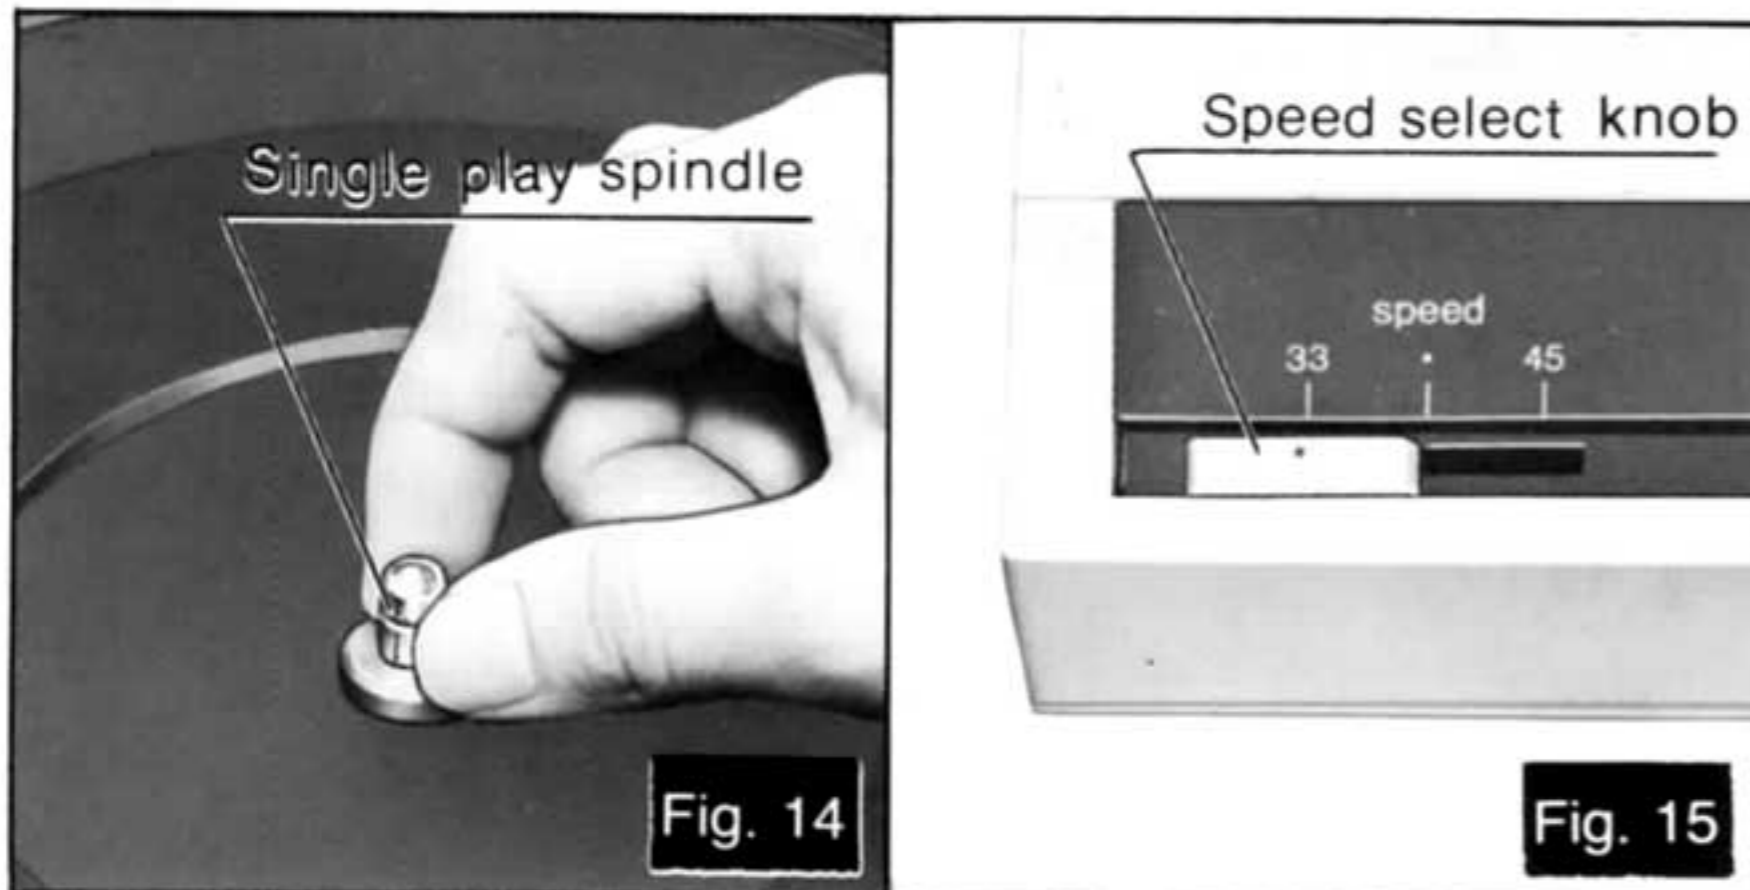 Single play spindle
Fig. 14
Speed select knob
speed
33 • 45
Fig. 15